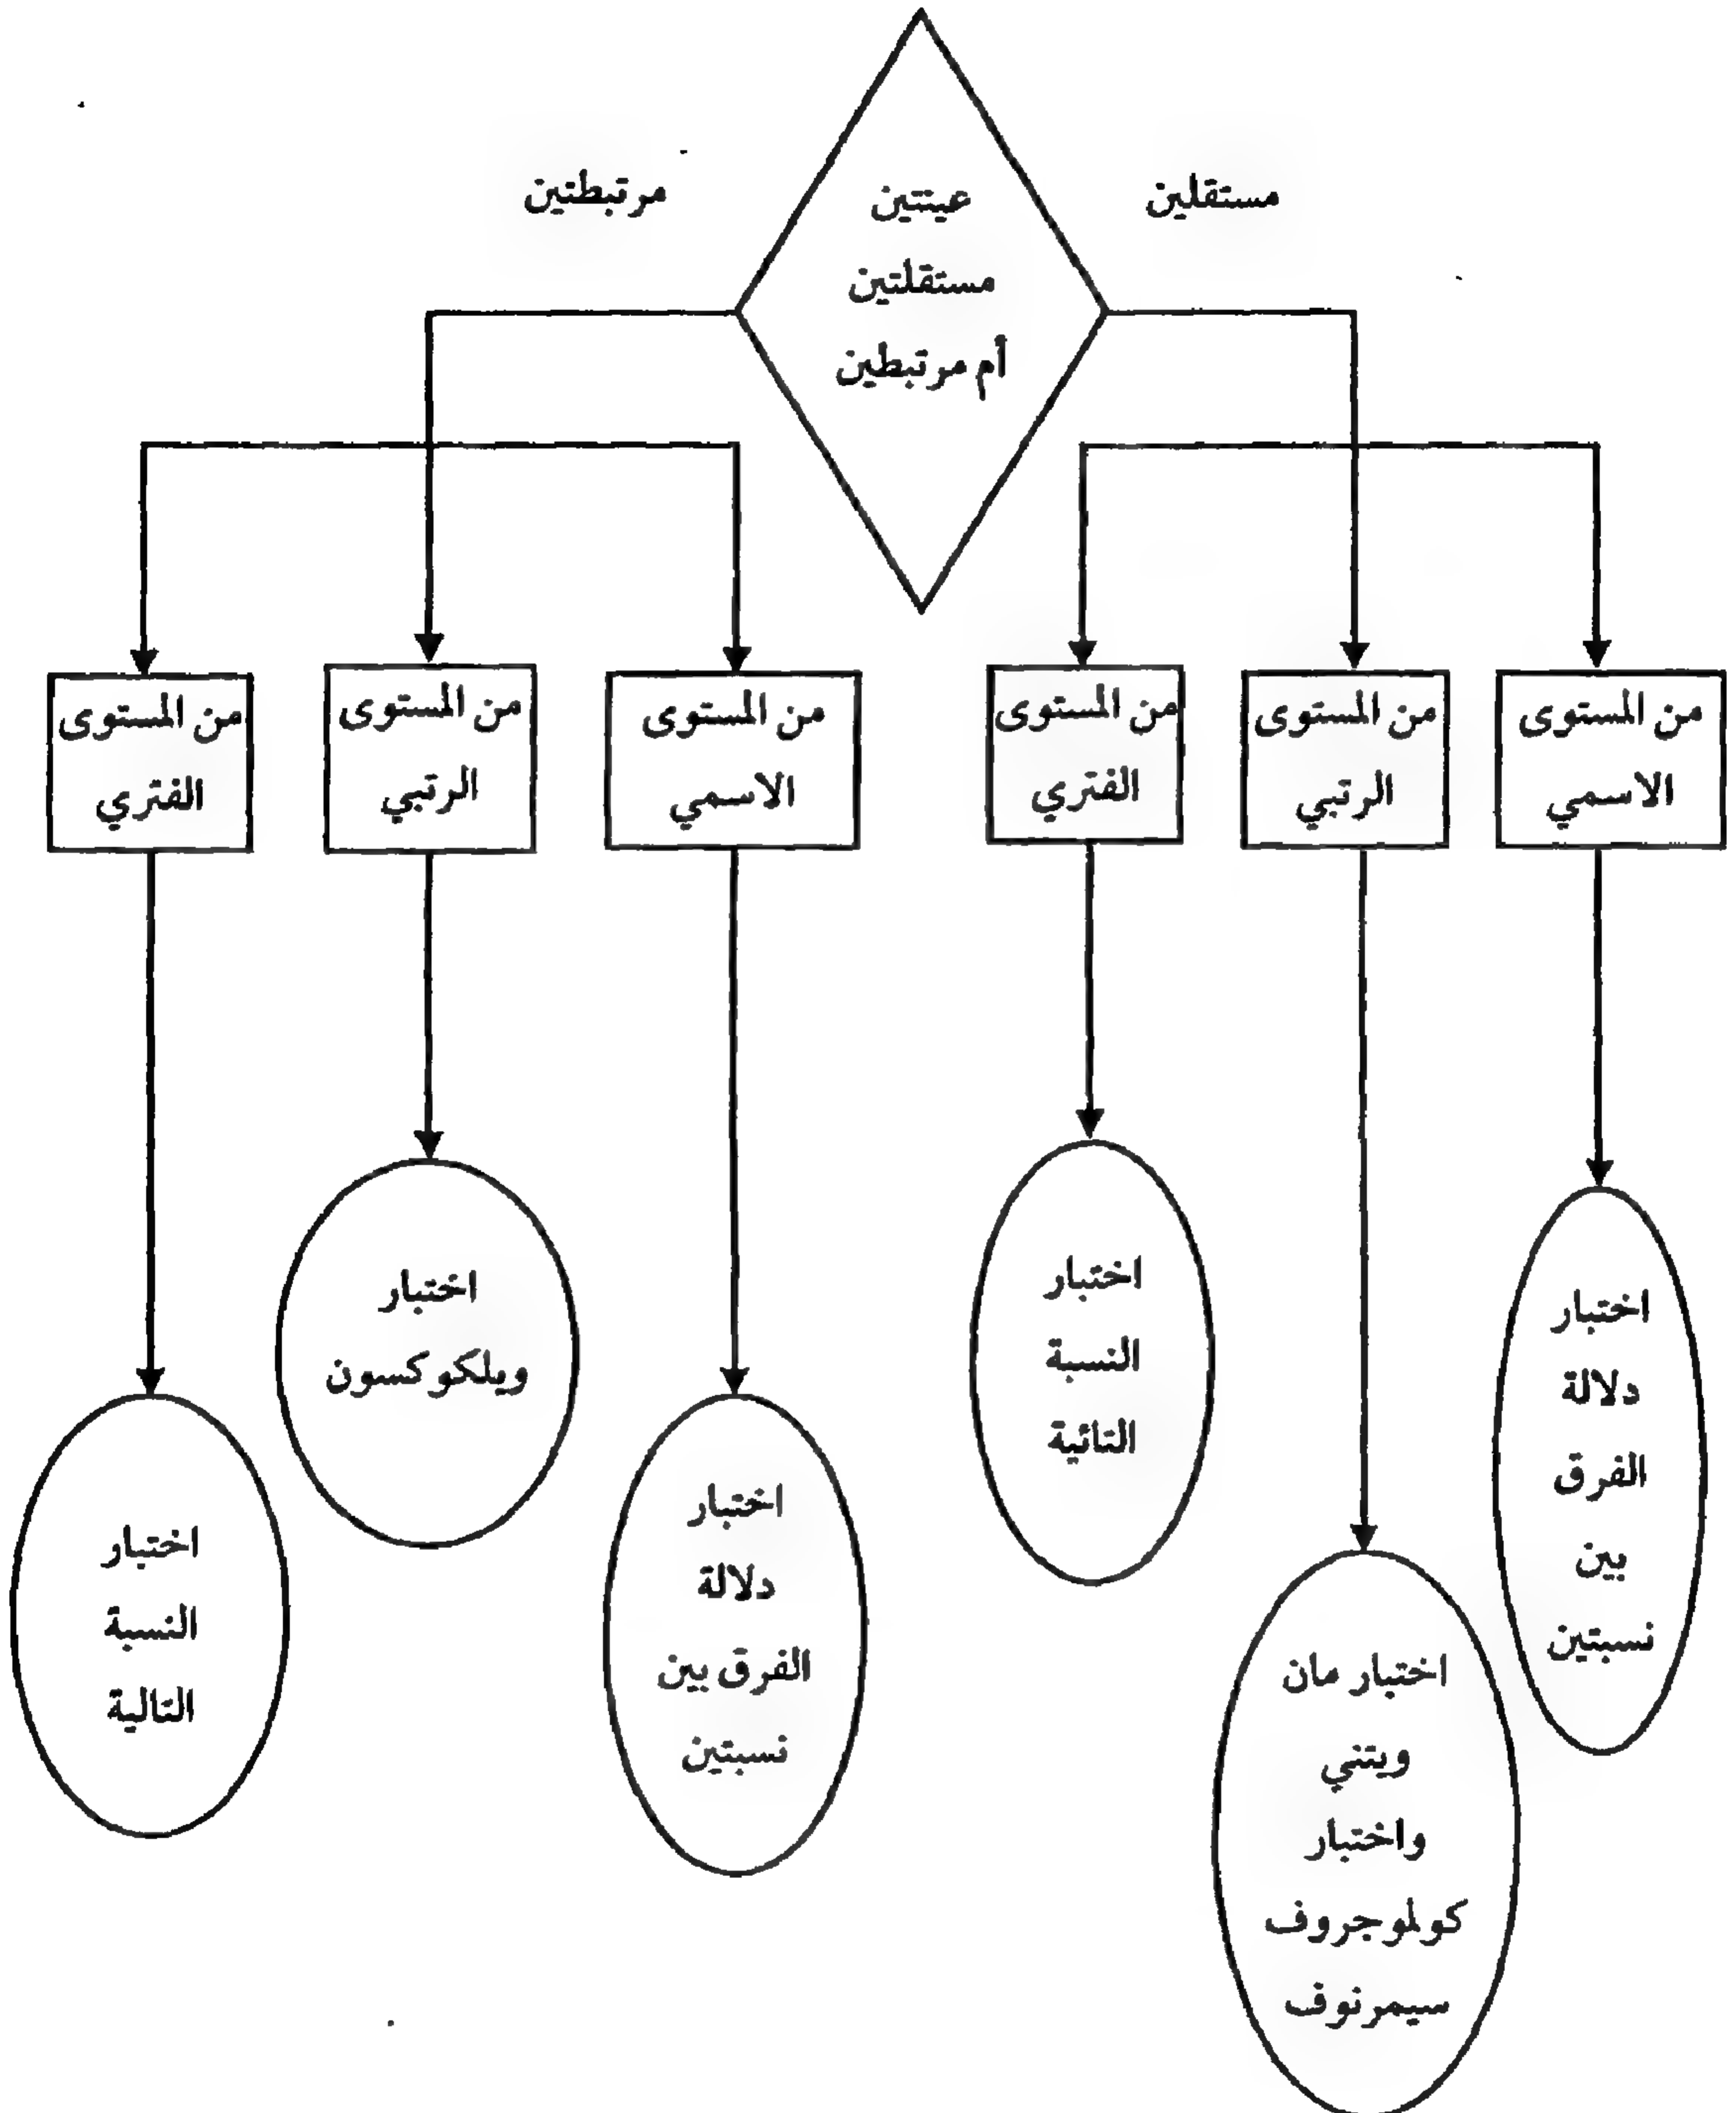 عينتين
مستقلتين
أم مرتبطين
مستقلين
مرتبطتين
من المستوى
الاسمي
من المستوى
الرتبي
من المستوى
الفتري
من المستوى
الاسمي
من المستوى
الرتبي
من المستوى
الفتري
اختبار
دلالة
الفرق
بين
نسبتين
اختبار مان
ويتني
واختبار
كولموجروف
سيمرنوف
اختبار
النسبة
التائية
اختبار
دلالة
الفرق بين
نسبتين
اختبار
ويلكوكسون
اختبار
النسبة
التالية